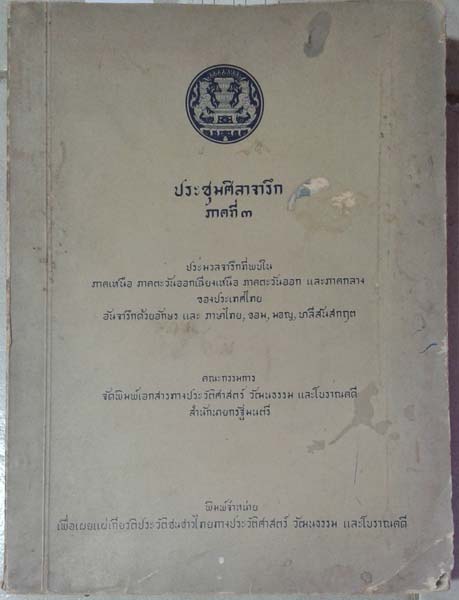 ประชุมศิลาจารึก
ภาคที่ ๓
ประมวลจารึกที่พบใน
ภาคเหนือ ภาคตะวันออกเฉียงเหนือ ภาคตะวันออก และภาคกลาง
ของประเทศไทย
อันจารึกด้วยอักษร และ ภาษาไทย, ขอม, มอญ, บาลีสันสกฤต
คณะกรรมการ
จัดพิมพ์เอกสารทางประวัติศาสตร์ วัฒนธรรม และโบราณคดี
สำนักนายกรัฐมนตรี
พิมพ์จำหน่าย
เพื่อเผยแผ่เกียรติประวัติชนชาวไทยทางประวัติศาสตร์ วัฒนธรรม และโบราณคดี